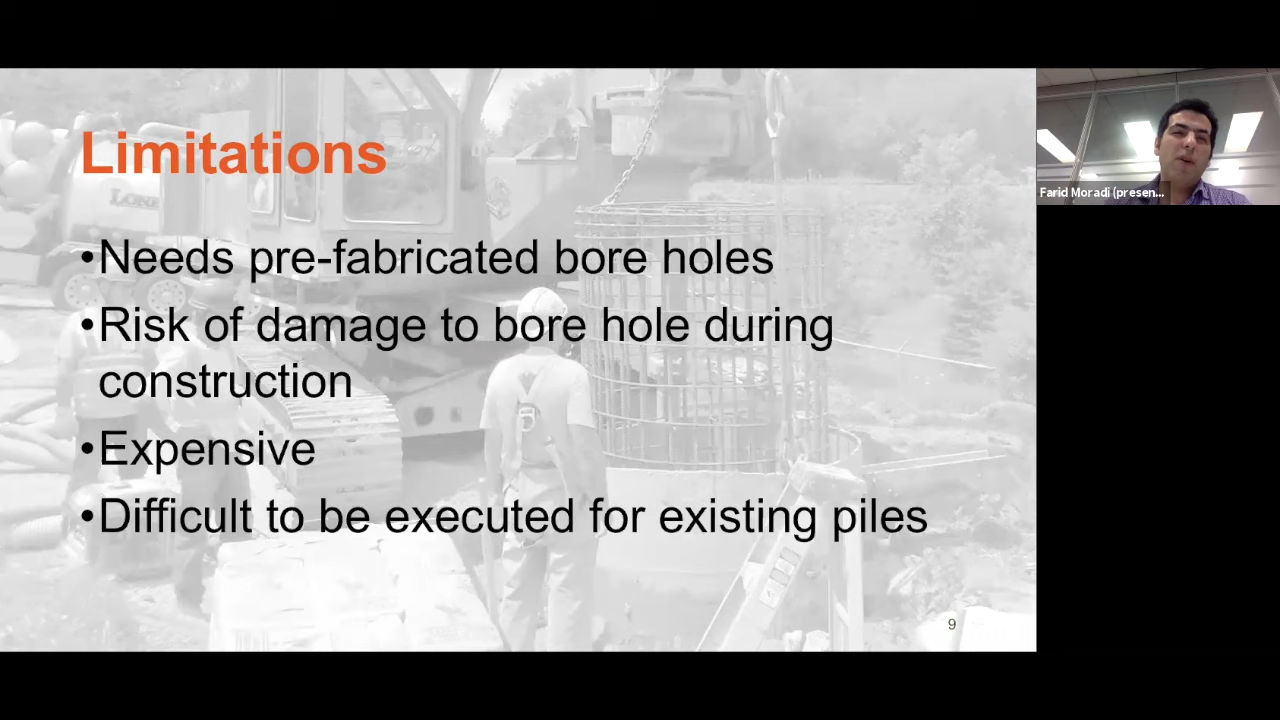 Limitations
•Needs pre-fabricated bore holes
•Risk of damage to bore hole during
construction
•Expensive
•Difficult to be executed for existing piles
9
Farid Moradi (presen...